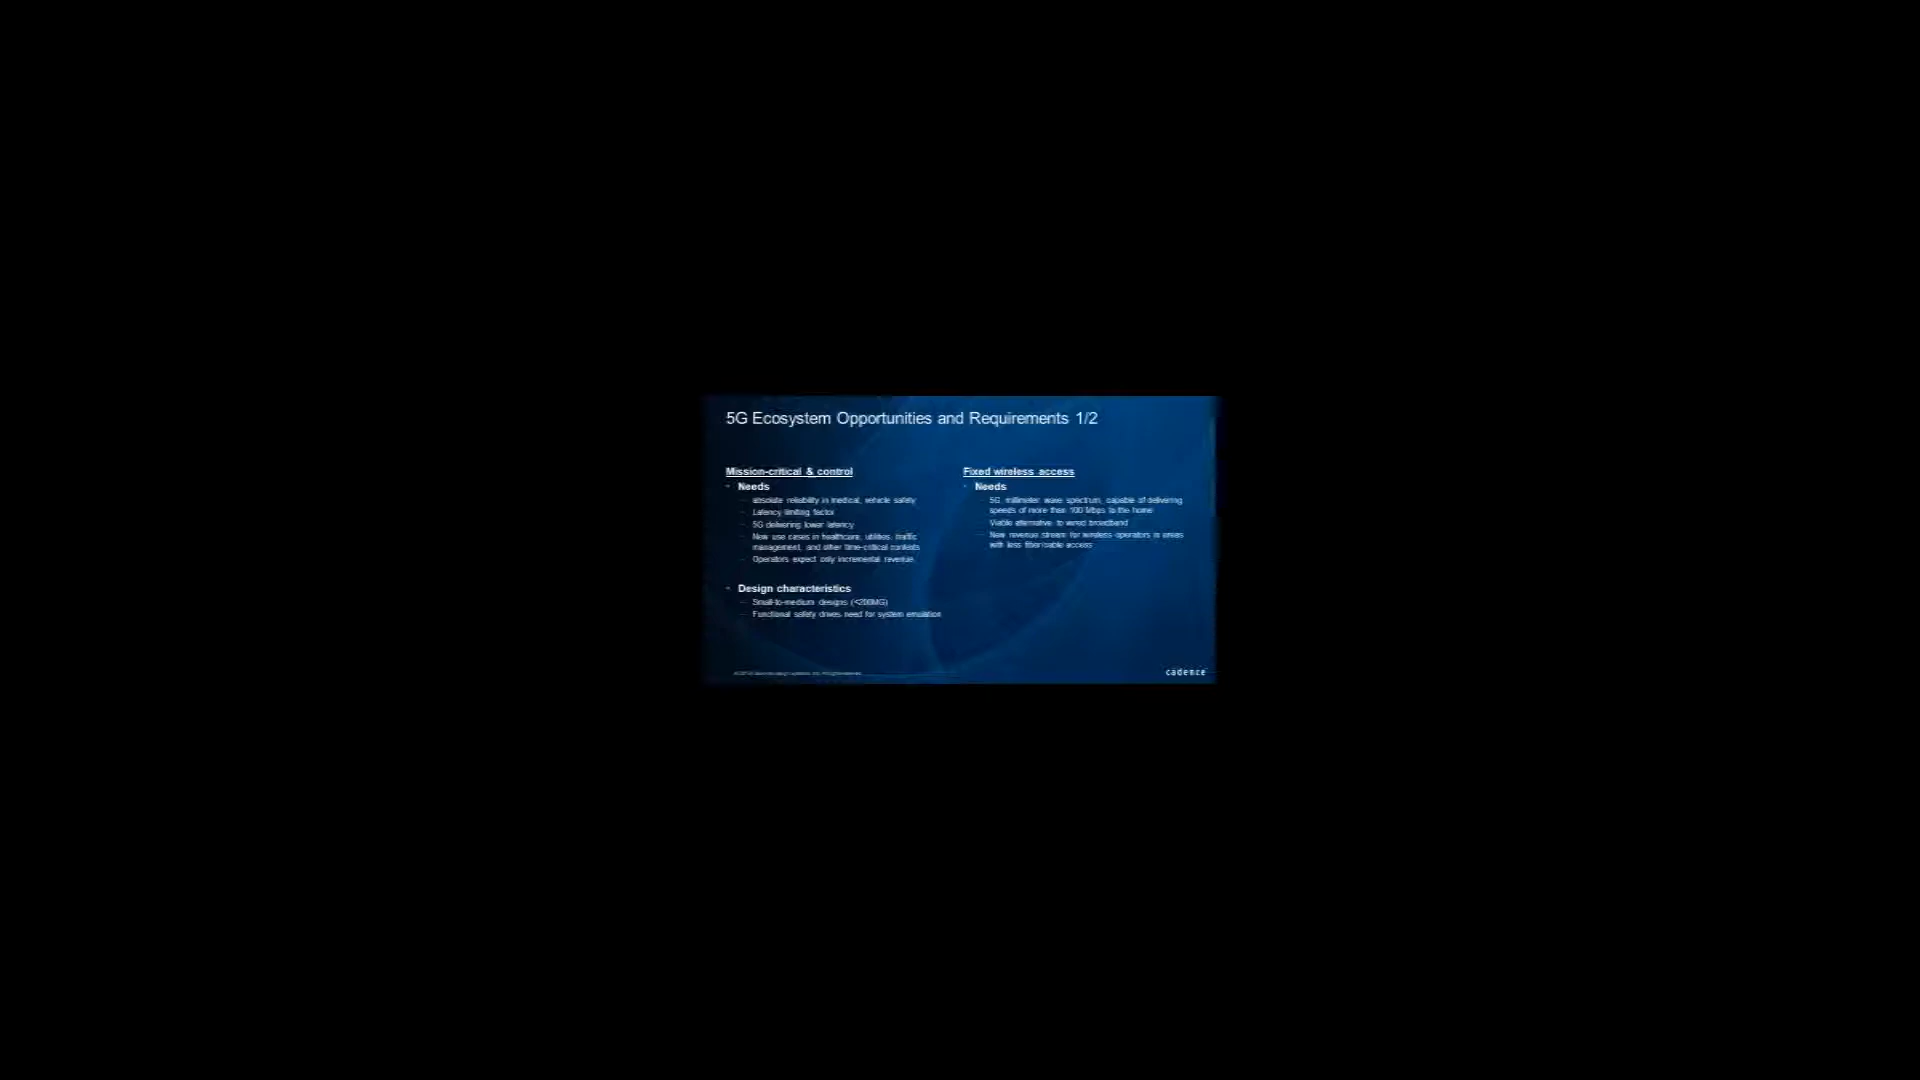 5G Ecosystem Opportunities and Requirements 1/2
Mission-critical & control
Needs
absolute reliability in medical, vehicle safety
Latency limiting factor
5G delivering lower latency
New use cases in healthcare, utilities, traffic
management, and other time-critical contexts
Operators expect only incremental revenue
Design characteristics
Small-to-medium designs (<200MG)
Functional safety drives need for system emulation
Fixed wireless access
Needs
5G, millimeter wave spectrum, capable of delivering
speeds of more than 100 Mbps to the home
Viable alternative to wired broadband
New revenue stream for wireless operators in areas
with less fiber/cable access
cadence